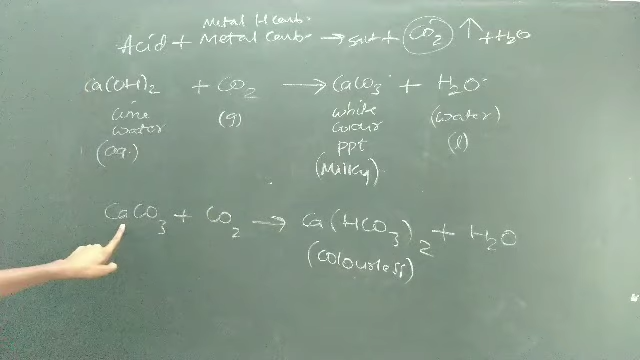 Metal H Carb.
Acid + Metal Carb. → Salt + CO2 ↑ + H2O
Ca(OH)2 + CO2 → CaCO3 + H2O
lime water (aq.)
(g)
white colour ppt (Milky)
(water) (l)
CaCO3 + CO2 → Ca(HCO3)2 + H2O
(colourless)